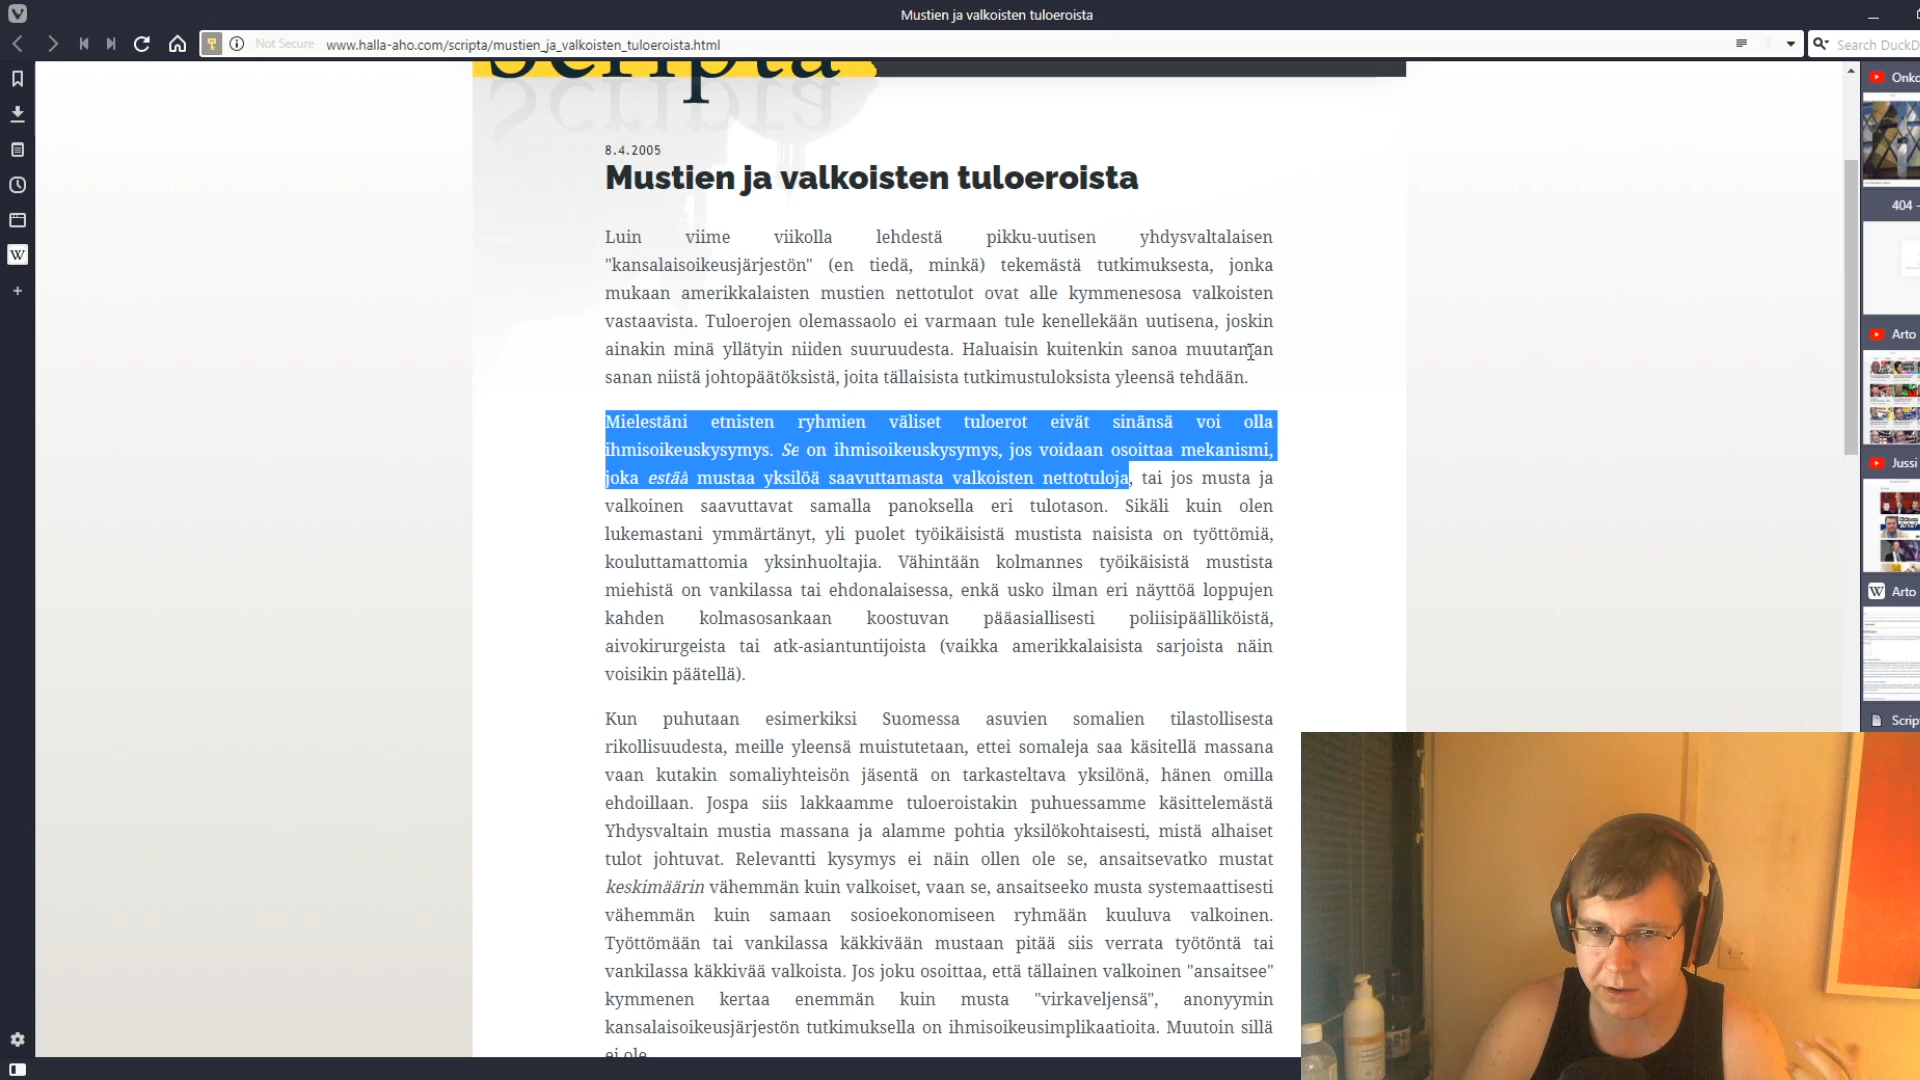 Mustien ja valkoisten tuloeroista
Not Secure
www.halla-aho.com/scripta/mustien_ja_valkoisten_tuloeroista.html
Search DuckD
Scripta
8.4.2005
Mustien ja valkoisten tuloeroista
Luin viime viikolla lehdestä pikku-uutisen yhdysvaltalaisen
"kansalaisoikeusjärjestön" (en tiedä, minkä) tekemästä tutkimuksesta, jonka
mukaan amerikkalaisten mustien nettotulot ovat alle kymmenesosa valkoisten
vastaavista. Tuloerojen olemassaolo ei varmaan tule kenellekään uutisena, joskin
ainakin minä yllätyin niiden suuruudesta. Haluaisin kuitenkin sanoa muutaman
sanan niistä johtopäätöksistä, joita tällaisista tutkimustuloksista yleensä tehdään.
Mielestäni etnisten ryhmien väliset tuloerot eivät sinänsä voi olla
ihmisoikeuskysymys. Se on ihmisoikeuskysymys, jos voidaan osoittaa mekanismi,
joka estää mustaa yksilöä saavuttamasta valkoisten nettotuloja, tai jos musta ja
valkoinen saavuttavat samalla panoksella eri tulotason. Sikäli kuin olen
lukemastani ymmärtänyt, yli puolet työikäisistä mustista naisista on työttömiä,
kouluttamattomia yksinhuoltajia. Vähintään kolmannes työikäisistä mustista
miehistä on vankilassa tai ehdonalaisessa, enkä usko ilman eri näyttöä loppujen
kahden kolmasosankaan koostuvan pääasiallisesti poliisipäälliköistä,
aivokirurgeista tai atk-asiantuntijoista (vaikka amerikkalaisista sarjoista näin
voisikin päätellä).
Kun puhutaan esimerkiksi Suomessa asuvien somalien tilastollisesta
rikollisuudesta, meille yleensä muistutetaan, ettei somaleja saa käsitellä massana
vaan kutakin somaliyhteisön jäsentä on tarkasteltava yksilönä, hänen omilla
ehdoillaan. Jospa siis lakkaamme tuloeroistakin puhuessamme käsittelemästä
Yhdysvaltain mustia massana ja alamme pohtia yksilökohtaisesti, mistä alhaiset
tulot johtuvat. Relevantti kysymys ei näin ollen ole se, ansaitsevatko mustat
keskimäärin vähemmän kuin valkoiset, vaan se, ansaitseeko musta systemaattisesti
vähemmän kuin samaan sosioekonomiseen ryhmään kuuluva valkoinen.
Työttömään tai vankilassa käkkivään mustaan pitää siis verrata työtöntä tai
vankilassa käkkivää valkoista. Jos joku osoittaa, että tällainen valkoinen "ansaitsee"
kymmenen kertaa enemmän kuin musta "virkaveljensä", anonyymin
kansalaisoikeusjärjestön tutkimuksella on ihmisoikeusimplikaatioita. Muutoin sillä
ei ole
Onko
404 -
Arto
Jussi
W Arto
Scrip